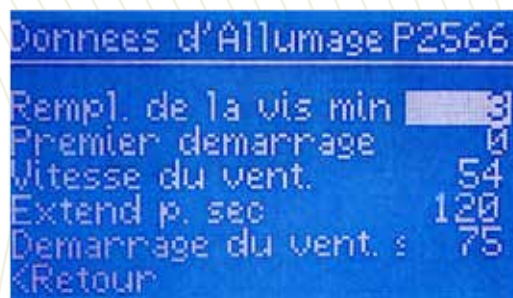 Donnees d'Allumage P2566
Rempl. de la vis min 3
Premier demarrage 0
Vitesse du vent. 54
Extend p. sec 120
Demarrage du vent. s 75
<Retour